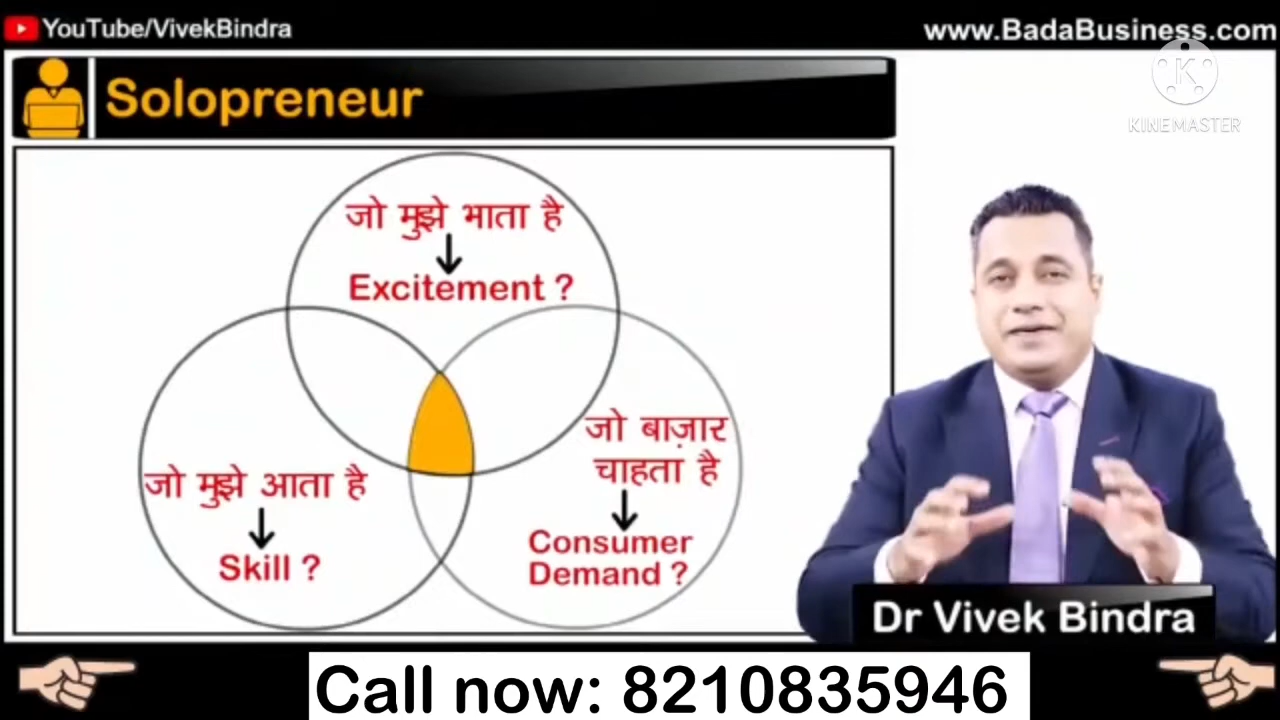 YouTube/VivekBindra
www.BadaBusiness.com
K
KINEMASTER
Solopreneur
जो मुझे भाता है
Excitement ?
जो बाज़ार
चाहता है
Consumer
Demand ?
जो मुझे आता है
Skill ?
Dr Vivek Bindra
Call now: 8210835946